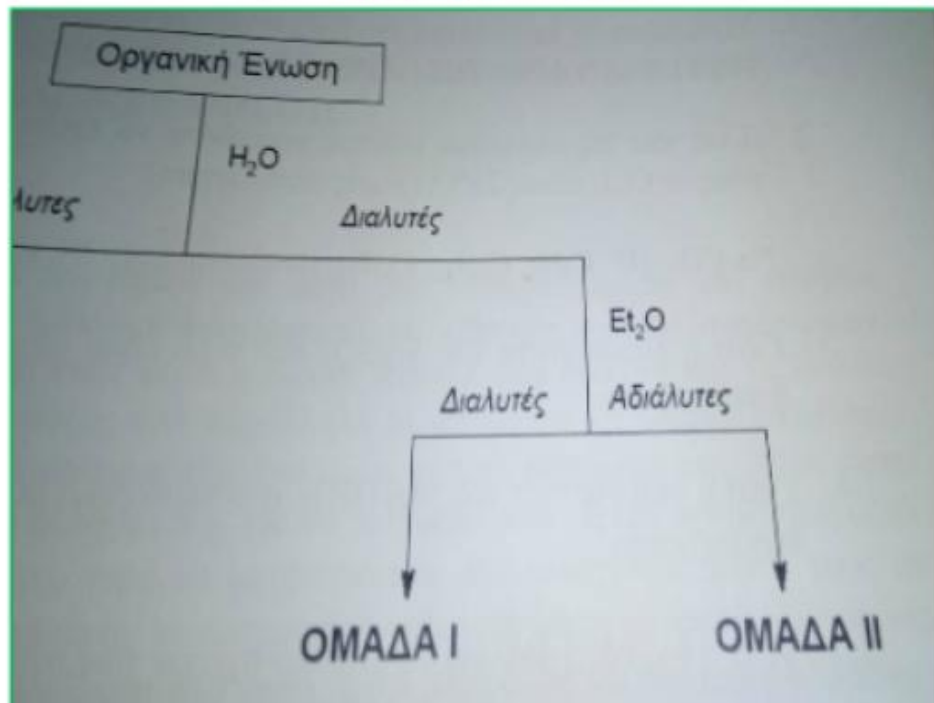 Οργανική Ένωση
H₂O
Διαλυτές
Et₂O
Διαλυτές Αδιάλυτες
ΟΜΑΔΑ Ι ΟΜΑΔΑ ΙΙ